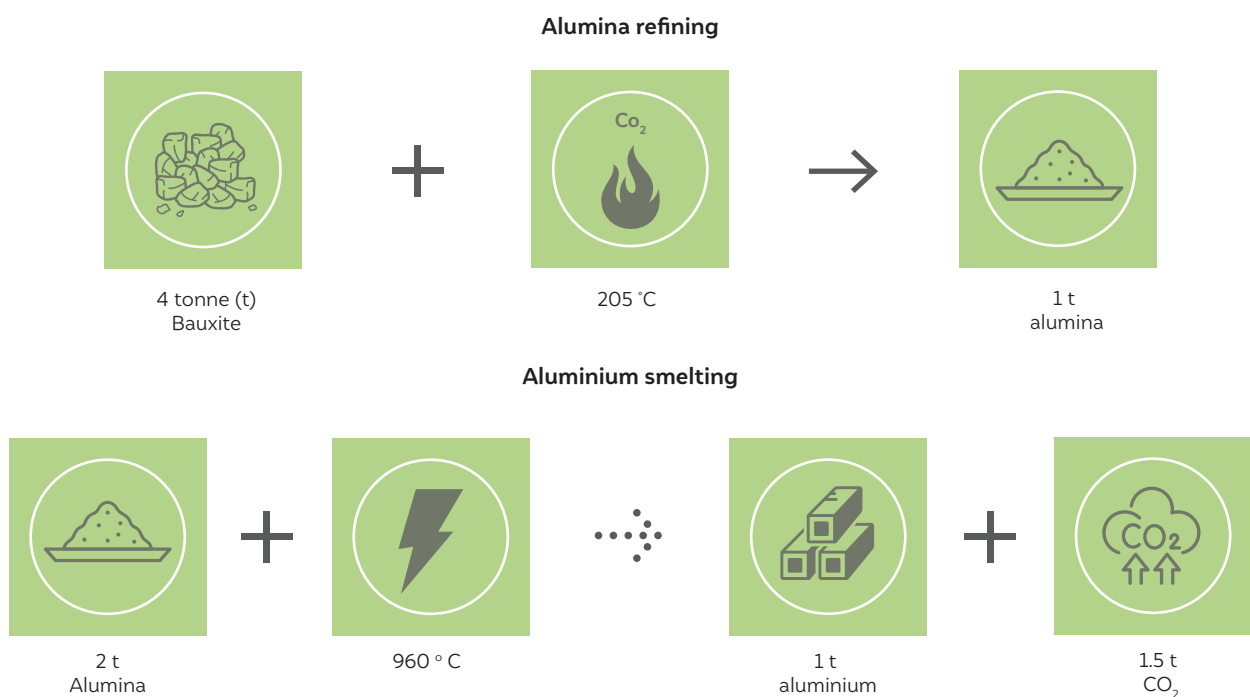 Alumina refining
Co₂
4 tonne (t)
Bauxite
205 °C
1 t
alumina
Aluminium smelting
CO₂
2 t
Alumina
960 ° C
1 t
aluminium
1.5 t
CO₂